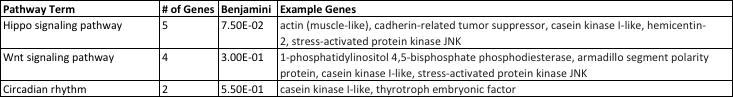 Pathway Term # of Genes Benjamini Example Genes
Hippo signaling pathway 5 7.50E-02 actin (muscle-like), cadherin-related tumor suppressor, casein kinase I-like, hemicentin-
2, stress-activated protein kinase JNK
Wnt signaling pathway 4 3.00E-01 1-phosphatidylinositol 4,5-bisphosphate phosphodiesterase, armadillo segment polarity
protein, casein kinase I-like, stress-activated protein kinase JNK
Circadian rhythm 2 5.50E-01 casein kinase I-like, thyrotroph embryonic factor